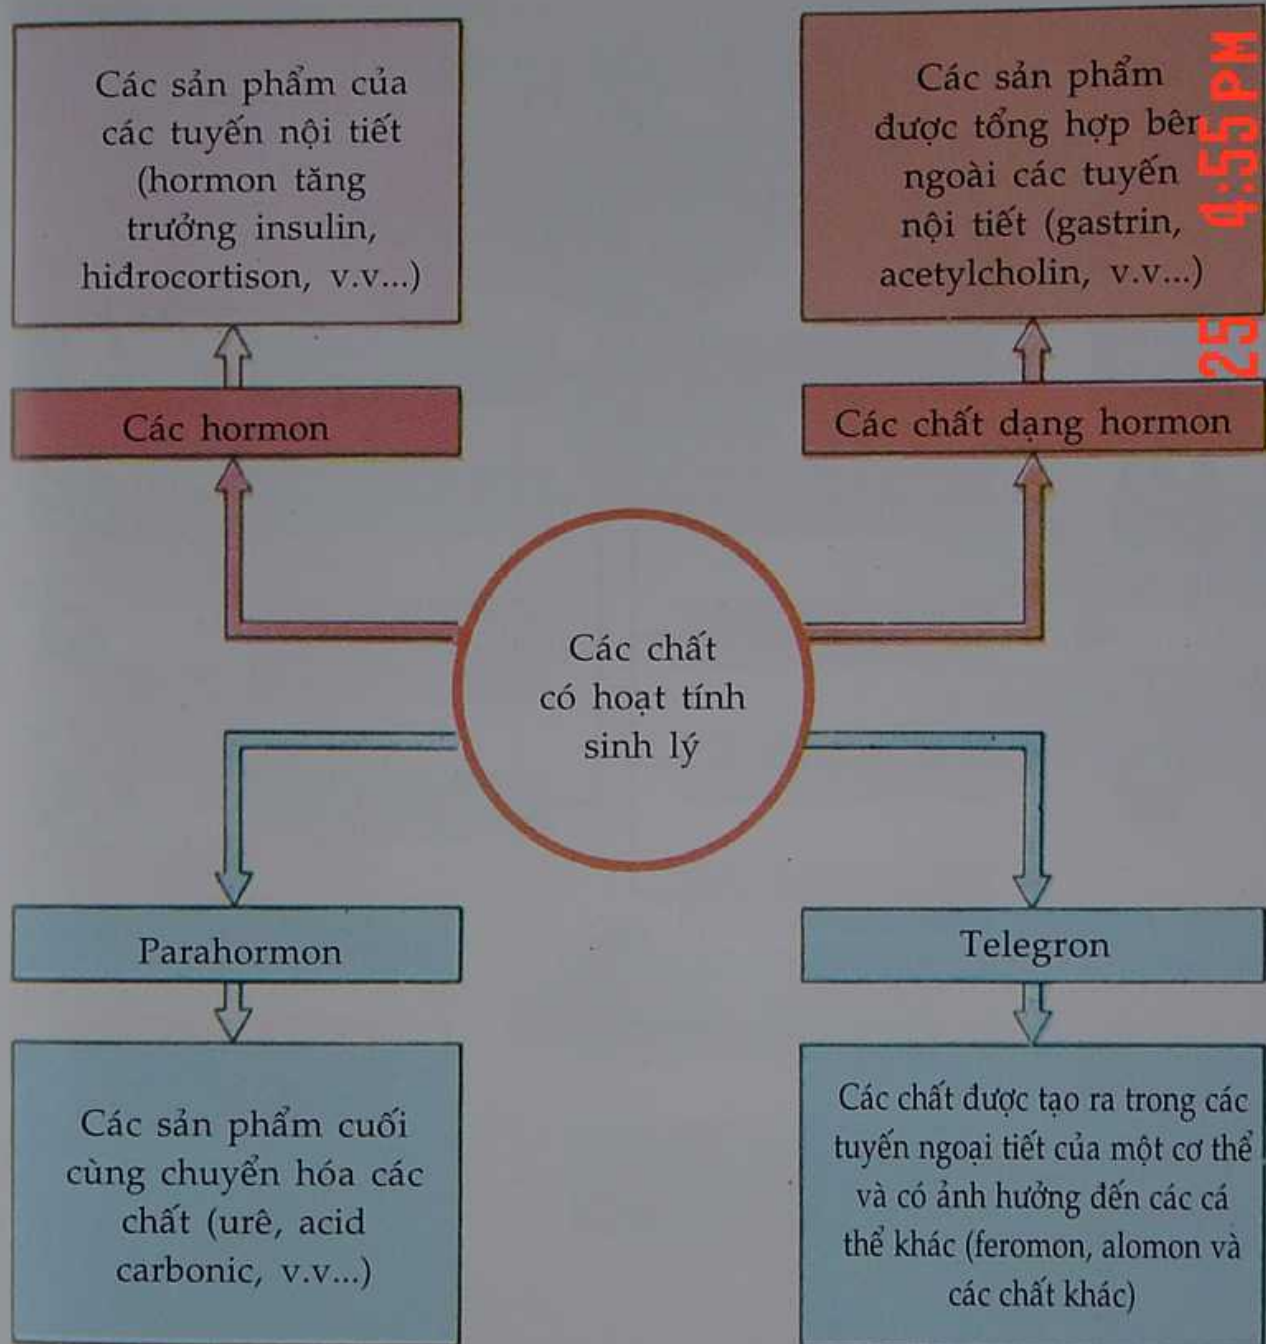 Các sản phẩm của
các tuyến nội tiết
(hormon tăng
trưởng insulin,
hiđrocortison, v.v...)
Các sản phẩm
được tổng hợp bên
ngoài các tuyến
nội tiết (gastrin,
acetylcholin, v.v...)
Các hormon
Các chất dạng hormon
Các chất
có hoạt tính
sinh lý
Parahormon
Telegron
Các sản phẩm cuối
cùng chuyển hóa các
chất (urê, acid
carbonic, v.v...)
Các chất được tạo ra trong các
tuyến ngoại tiết của một cơ thể
và có ảnh hưởng đến các cá
thể khác (feromon, alomon và
các chất khác)
25 4:55 PM